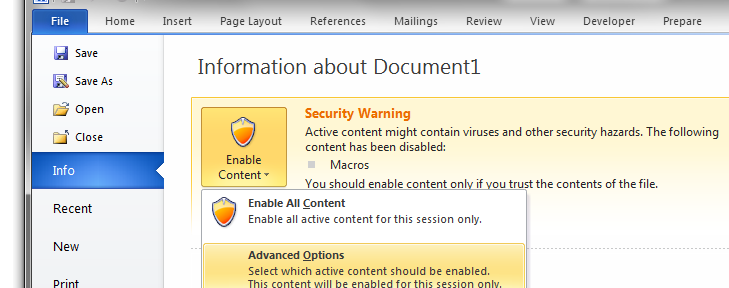 File Home Insert Page Layout References Mailings Review View Developer Prepare
Save
Save As
Open
Close
Info
Recent
New
Print
Information about Document1
Enable
Content
Security Warning
Active content might contain viruses and other security hazards. The following
content has been disabled:
Macros
You should enable content only if you trust the contents of the file.
Enable All Content
Enable all active content for this session only.
Advanced Options
Select which active content should be enabled.
This content will be enabled for this session only.